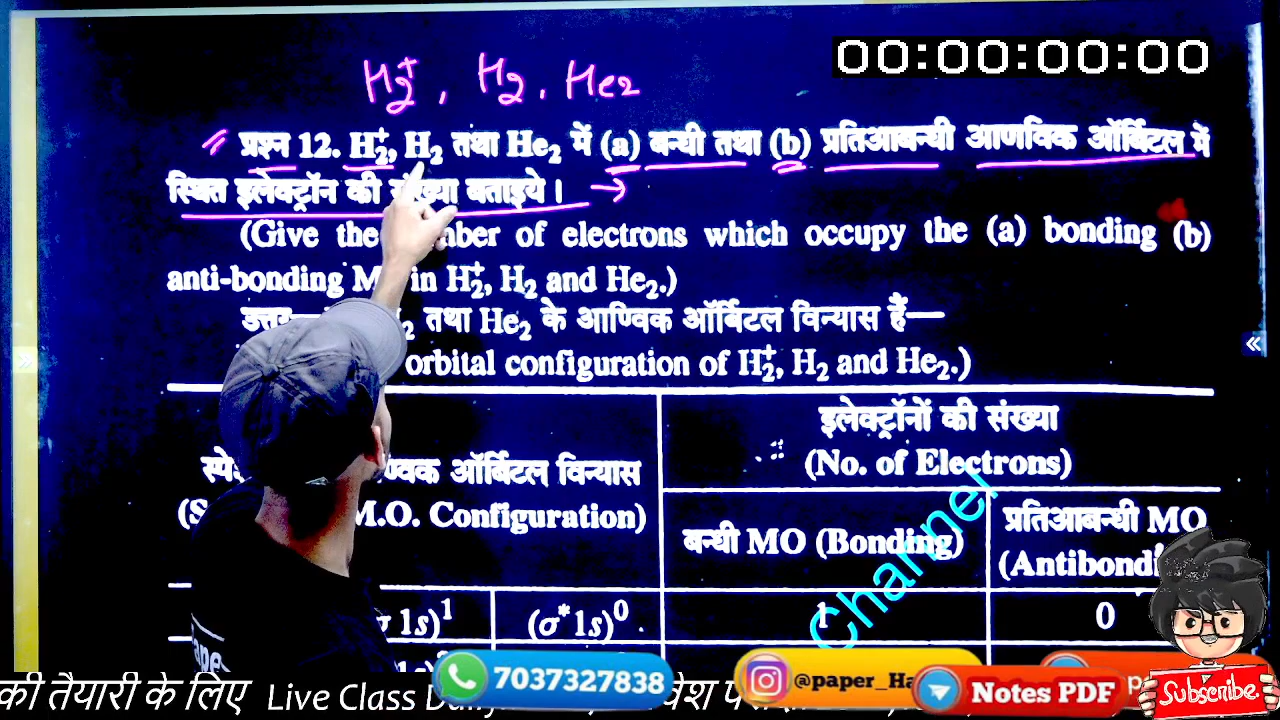 00:00:00:00:00
H2+, H2, He2
प्रश्न 12. H2+, H2 तथा He2 में (a) बन्धी तथा (b) प्रतिआबन्धी आणविक ऑर्बिटल में
स्थित इलेक्ट्रॉन की संख्या बताइये।
(Give the number of electrons which occupy the (a) bonding (b)
anti-bonding in H2+, H2 and He2.)
उत्तर— 2 तथा He2 के आण्विक ऑर्बिटल विन्यास हैं—
orbital configuration of H2+, H2 and He2.)
इलेक्ट्रॉनों की संख्या
(No. of Electrons)
ऑर्बिटल विन्यास
M.O. Configuration)
बन्धी MO (Bonding)
प्रतिआबन्धी MO
(Antibondi
1s)1 (σ*1s)0 1 0
Channel
7037327838
@paper_Ha
Notes PDF
Subscribe
की तैयारी के लिए Live Class